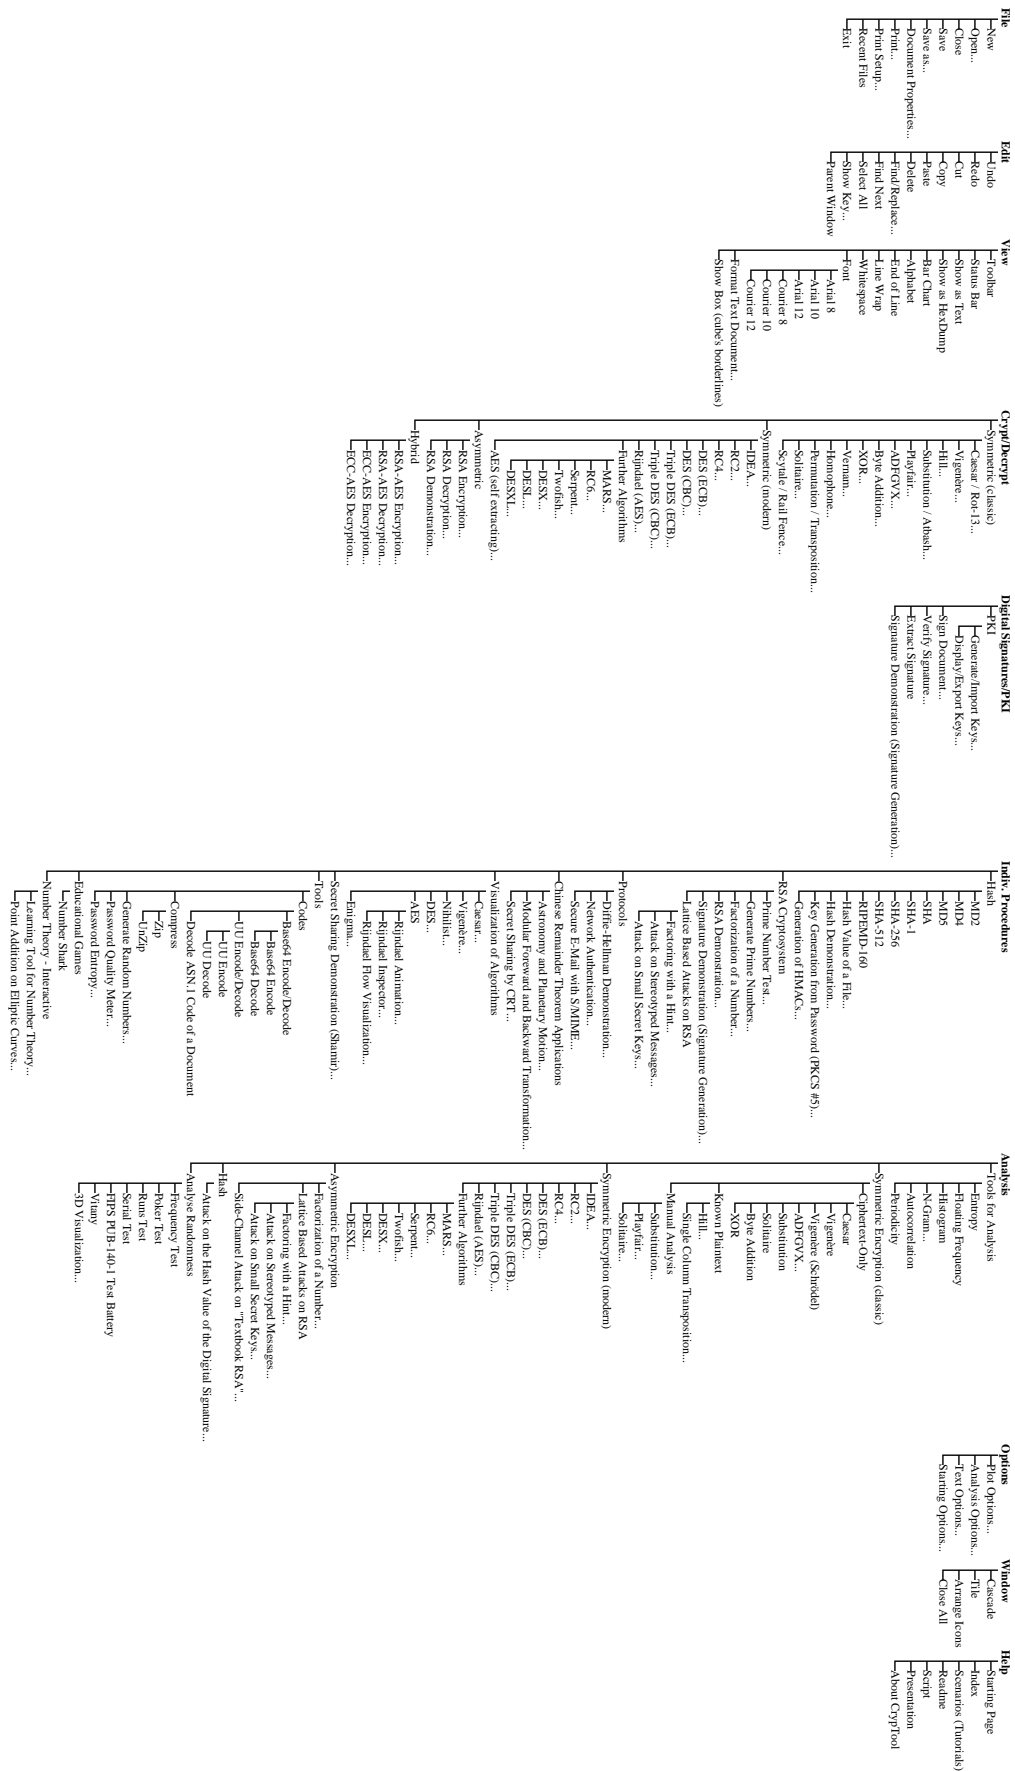 File
New
Open...
Close
Save
Save as...
Document Properties...
Print...
Print Setup...
Recent Files
Exit
Edit
Undo
Redo
Cut
Copy
Paste
Delete
Find/Replace...
Find Next
Select All
Show Key...
Parent Window
View
Toolbar
Status Bar
Show as Text
Show as HexDump
Bar Chart
Alphabet
End of Line
Line Wrap
Whitespace
Font
Arial 8
Arial 10
Arial 12
Courier 8
Courier 10
Courier 12
Format Text Document...
Show Box (cube's borderlines)
Crypt/Decrypt
Symmetric (classic)
Caesar / Rot-13...
Vigenère...
Hill...
Substitution / Atbash...
Playfair...
ADFGVX...
Byte Addition...
XOR...
Vernam...
Homophone...
Permutation / Transposition...
Solitaire...
Scytale / Rail Fence...
Symmetric (modern)
IDEA...
RC2...
RC4...
DES (ECB)...
DES (CBC)...
Triple DES (ECB)...
Triple DES (CBC)...
Rijndael (AES)...
Further Algorithms
MARS...
RC6...
Serpent...
Twofish...
DESX...
DESL...
DESXL...
AES (self extracting)...
Asymmetric
RSA Encryption...
RSA Decryption...
RSA Demonstration...
Hybrid
RSA-AES Encryption...
RSA-AES Decryption...
ECC-AES Encryption...
ECC-AES Decryption...
Digital Signatures/PKI
PKI
Generate/Import Keys...
Display/Export Keys...
Sign Document...
Verify Signature...
Extract Signature
Signature Demonstration (Signature Generation)...
Indiv. Procedures
Hash
MD2
MD4
MD5
SHA
SHA-1
SHA-256
SHA-512
RIPEMD-160
Hash Value of a File...
Hash Demonstration...
Key Generation from Password (PKCS #5)...
Generation of HMACs...
RSA Cryptosystem
Prime Number Test...
Generate Prime Numbers...
Factorization of a Number...
RSA Demonstration...
Signature Demonstration (Signature Generation)...
Lattice Based Attacks on RSA
Factoring with a Hint...
Attack on Stereotyped Messages...
Attack on Small Secret Keys...
Protocols
Diffie-Hellman Demonstration...
Network Authentication...
Secure E-Mail with S/MIME...
Chinese Remainder Theorem Applications
Astronomy and Planetary Motion...
Modular Foreward and Backward Transformation...
Secret Sharing by CRT...
Visualization of Algorithms
Caesar...
Vigenère...
Nihilist...
DES...
AES
Rijndael Animation...
Rijndael Inspector...
Rijndael Flow Visualization...
Enigma...
Secret Sharing Demonstration (Shamir)...
Tools
Codes
Base64 Encode/Decode
Base64 Encode
Base64 Decode
UU Encode/Decode
UU Encode
UU Decode
Decode ASN.1 Code of a Document
Compress
Zip
UnZip
Generate Random Numbers...
Password Quality Meter...
Password Entropy...
Educational Games
Number Shark
Number Theory - Interactive
Learning Tool for Number Theory...
Point Addition on Elliptic Curves...
Analysis
Tools for Analysis
Entropy
Floating Frequency
Histogram
N-Gram...
Autocorrelation
Periodicity
Symmetric Encryption (classic)
Ciphertext-Only
Caesar
Vigenère
Vigenère (Schrödel)
ADFGVX...
Substitution
Solitaire
Byte Addition
XOR
Known Plaintext
Hill...
Single Column Transposition...
Manual Analysis
Substitution...
Playfair...
Solitaire...
Symmetric Encryption (modern)
IDEA...
RC2...
RC4...
DES (ECB)...
DES (CBC)...
Triple DES (ECB)...
Triple DES (CBC)...
Rijndael (AES)...
Further Algorithms
MARS...
RC6...
Serpent...
Twofish...
DESX...
DESL...
DESXL...
Asymmetric Encryption
Factorization of a Number...
Lattice Based Attacks on RSA
Factoring with a Hint...
Attack on Stereotyped Messages...
Attack on Small Secret Keys...
Side-Channel Attack on "Textbook RSA"...
Hash
Attack on the Hash Value of the Digital Signature...
Analyse Randomness
Frequency Test
Poker Test
Runs Test
Serial Test
FIPS PUB-140-1 Test Battery
Vitany
3D Visualization...
Options
Plot Options...
Analysis Options...
Text Options...
Starting Options...
Window
Cascade
Tile
Arrange Icons
Close All
Help
Starting Page
Index
Scenarios (Tutorials)
Readme
Script
Presentation
About CrypTool